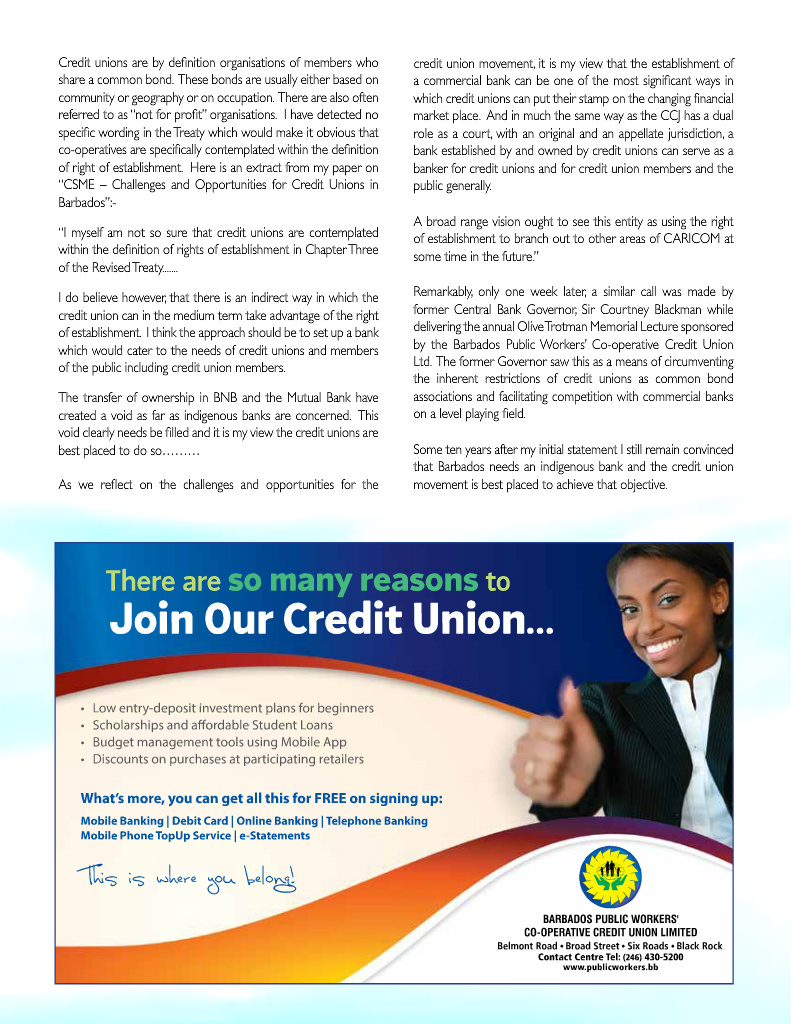 Credit unions are by definition organisations of members who
share a common bond. These bonds are usually either based on
community or geography or on occupation. There are also often
referred to as “not for profit” organisations. I have detected no
specific wording in the Treaty which would make it obvious that
co-operatives are specifically contemplated within the definition
of right of establishment. Here is an extract from my paper on
“CSME – Challenges and Opportunities for Credit Unions in
Barbados”:-
“I myself am not so sure that credit unions are contemplated
within the definition of rights of establishment in Chapter Three
of the Revised Treaty.......
I do believe however, that there is an indirect way in which the
credit union can in the medium term take advantage of the right
of establishment. I think the approach should be to set up a bank
which would cater to the needs of credit unions and members
of the public including credit union members.
The transfer of ownership in BNB and the Mutual Bank have
created a void as far as indigenous banks are concerned. This
void clearly needs be filled and it is my view the credit unions are
best placed to do so………
As we reflect on the challenges and opportunities for the
credit union movement, it is my view that the establishment of
a commercial bank can be one of the most significant ways in
which credit unions can put their stamp on the changing financial
market place. And in much the same way as the CCJ has a dual
role as a court, with an original and an appellate jurisdiction, a
bank established by and owned by credit unions can serve as a
banker for credit unions and for credit union members and the
public generally.
A broad range vision ought to see this entity as using the right
of establishment to branch out to other areas of CARICOM at
some time in the future.”
Remarkably, only one week later, a similar call was made by
former Central Bank Governor, Sir Courtney Blackman while
delivering the annual Olive Trotman Memorial Lecture sponsored
by the Barbados Public Workers’ Co-operative Credit Union
Ltd. The former Governor saw this as a means of circumventing
the inherent restrictions of credit unions as common bond
associations and facilitating competition with commercial banks
on a level playing field.
Some ten years after my initial statement I still remain convinced
that Barbados needs an indigenous bank and the credit union
movement is best placed to achieve that objective.
There are so many reasons to
Join Our Credit Union...
• Low entry-deposit investment plans for beginners
• Scholarships and affordable Student Loans
• Budget management tools using Mobile App
• Discounts on purchases at participating retailers
What’s more, you can get all this for FREE on signing up:
Mobile Banking | Debit Card | Online Banking | Telephone Banking
Mobile Phone TopUp Service | e-Statements
This is where you belong!
BARBADOS PUBLIC WORKERS'
CO-OPERATIVE CREDIT UNION LIMITED
Belmont Road • Broad Street • Six Roads • Black Rock
Contact Centre Tel: (246) 430-5200
www.publicworkers.bb